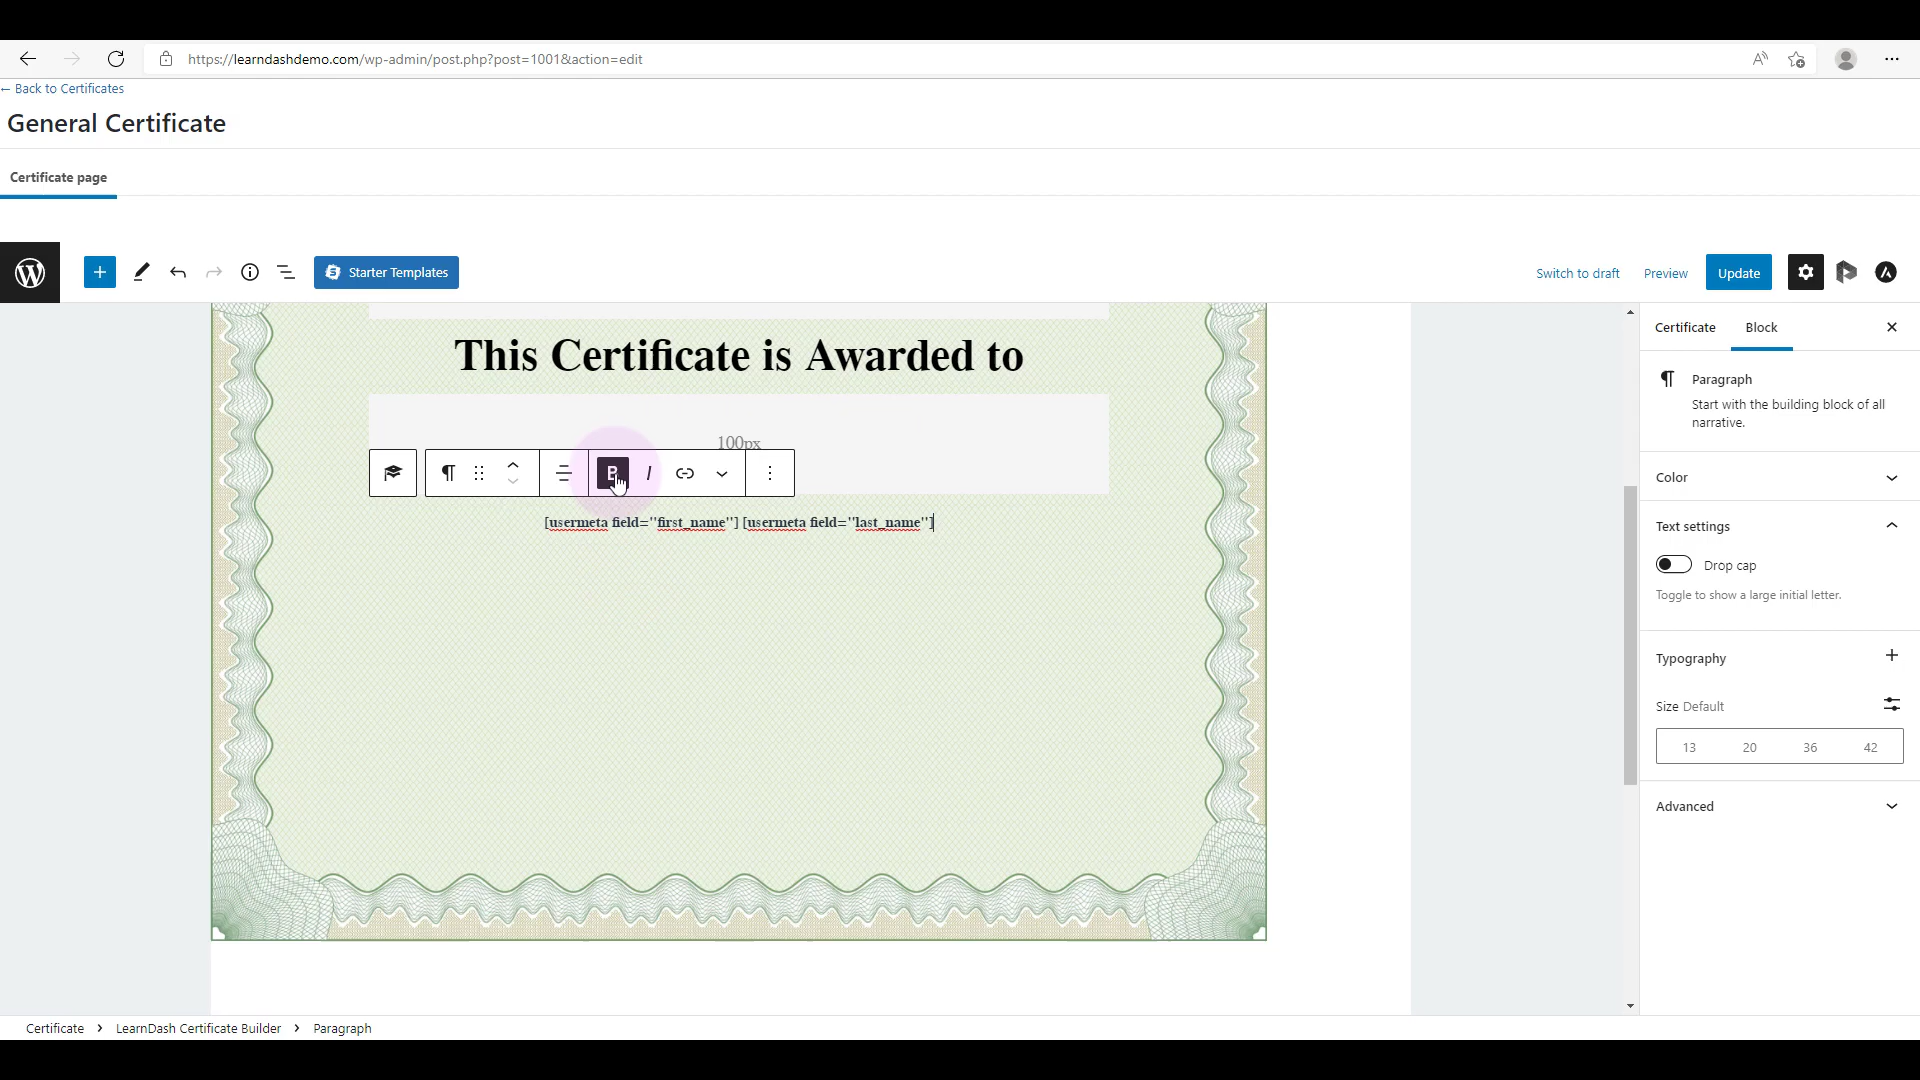 https://learndashdemo.com/wp-admin/post.php?post=1001&action=edit
← Back to Certificates
General Certificate
Certificate page
Starter Templates
Switch to draft
Preview
Update
This Certificate is Awarded to
100px
B I
[usermeta field="first_name"] [usermeta field="last_name"]
Certificate
Block
Paragraph
Start with the building block of all
narrative.
Color
Text settings
Drop cap
Toggle to show a large initial letter.
Typography
Size Default
13 20 36 42
Advanced
Certificate > LearnDash Certificate Builder > Paragraph